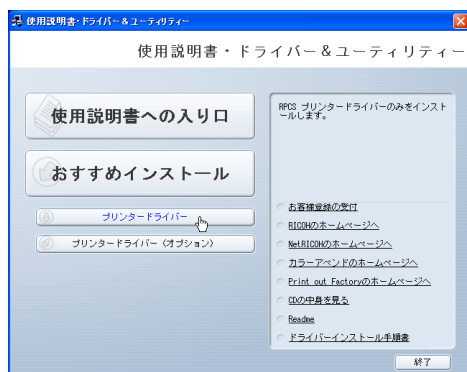 使用説明書・ドライバー&ユーティリティー
使用説明書・ドライバー&ユーティリティー
使用説明書への入り口
おすすめインストール
プリンタードライバー
プリンタードライバー（オプション）
RPCS プリンタードライバーのみをインスト
ールします。
お客様登録の受付
RICOHのホームページへ
NetRICOHのホームページへ
カラーアペンドのホームページへ
Print out Factoryのホームページへ
CDの中身を見る
Readme
ドライバーインストール手順書
終了